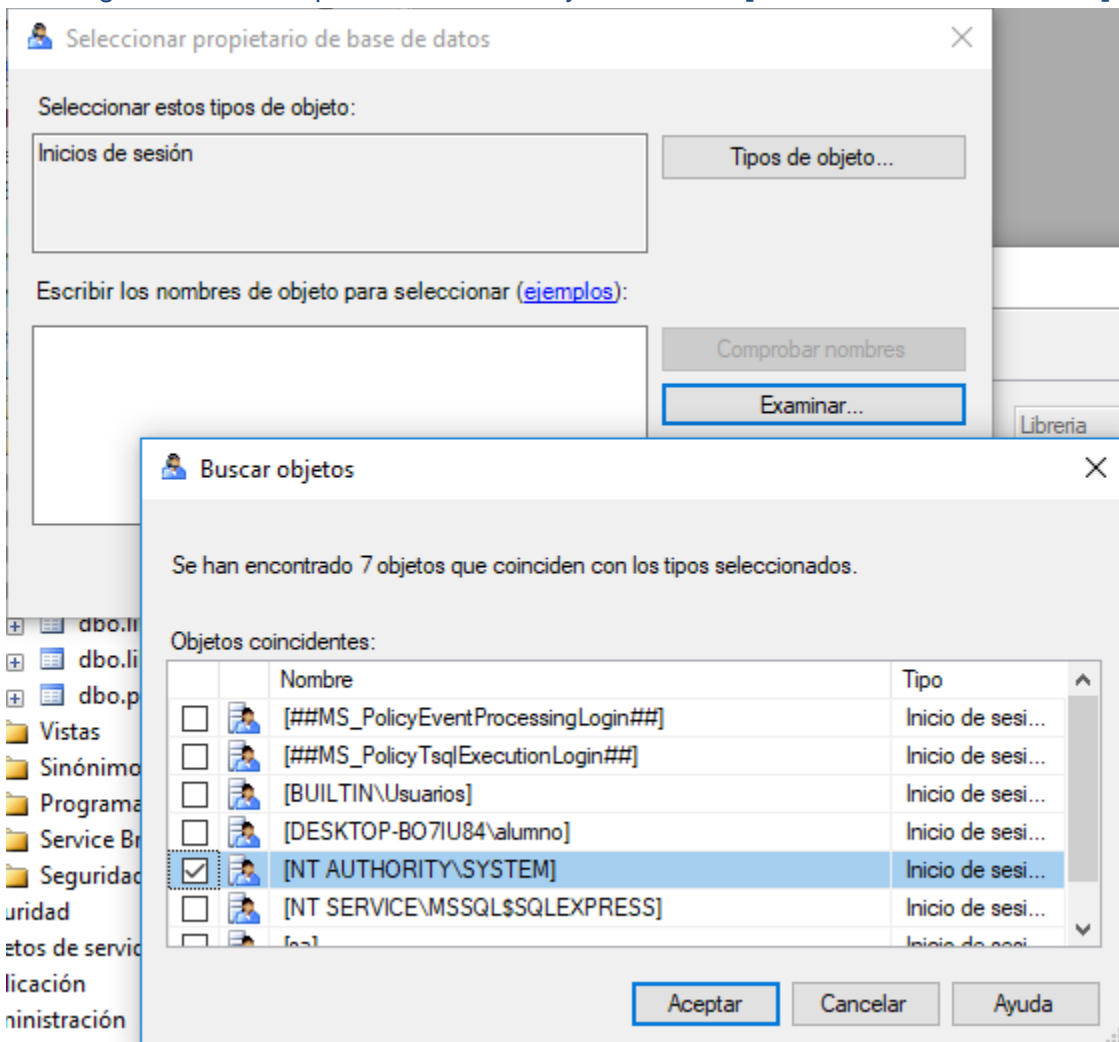 Seleccionar propietario de base de datos
Seleccionar estos tipos de objeto:
Inicios de sesión
Tipos de objeto...
Escribir los nombres de objeto para seleccionar (ejemplos):
Comprobar nombres
Examinar...
Libreria
Buscar objetos
Se han encontrado 7 objetos que coinciden con los tipos seleccionados.
Objetos coincidentes:
Nombre Tipo
[##MS_PolicyEventProcessingLogin##] Inicio de sesi...
[##MS_PolicyTsqlExecutionLogin##] Inicio de sesi...
[BUILTIN\Usuarios] Inicio de sesi...
[DESKTOP-BO7IU84\alumno] Inicio de sesi...
[NT AUTHORITY\SYSTEM] Inicio de sesi...
[NT SERVICE\MSSQL$SQLEXPRESS] Inicio de sesi...
[sa] Inicio de sesi...
Aceptar Cancelar Ayuda
dbo.li
dbo.li
dbo.p
Vistas
Sinónimo
Programa
Service Br
Seguridad
uridad
etos de servic
licación
ministración